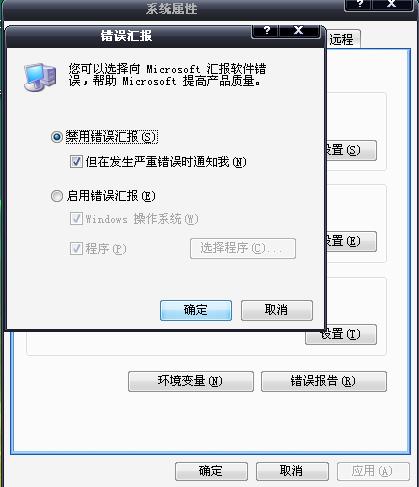 系统属性
? X
错误汇报
? X
您可以选择向 Microsoft 汇报软件错
误，帮助 Microsoft 提高产品质量。
远程
禁用错误汇报(S)
但在发生严重错误时通知我(N)
设置(S)
启用错误汇报(E)
Windows 操作系统(W)
程序(P)
选择程序(C)...
设置(E)
确定
取消
设置(T)
环境变量(N)
错误报告(R)
确定
取消
应用(A)